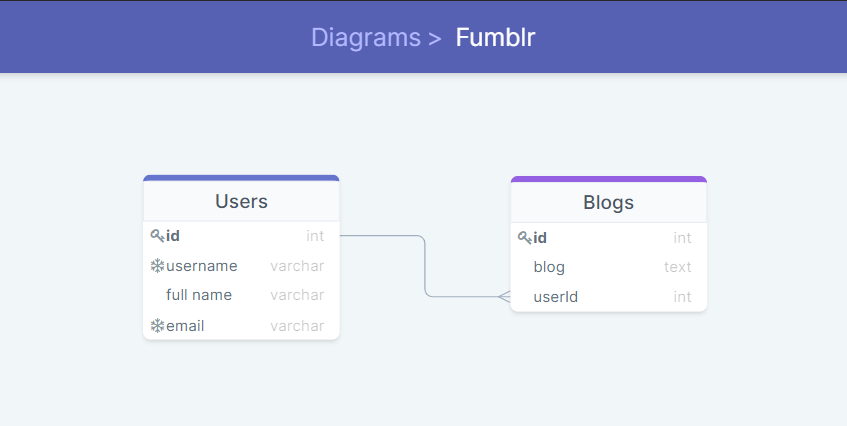 Diagrams > Fumblr
Users
id int
username varchar
full name varchar
email varchar
Blogs
id int
blog text
userId int